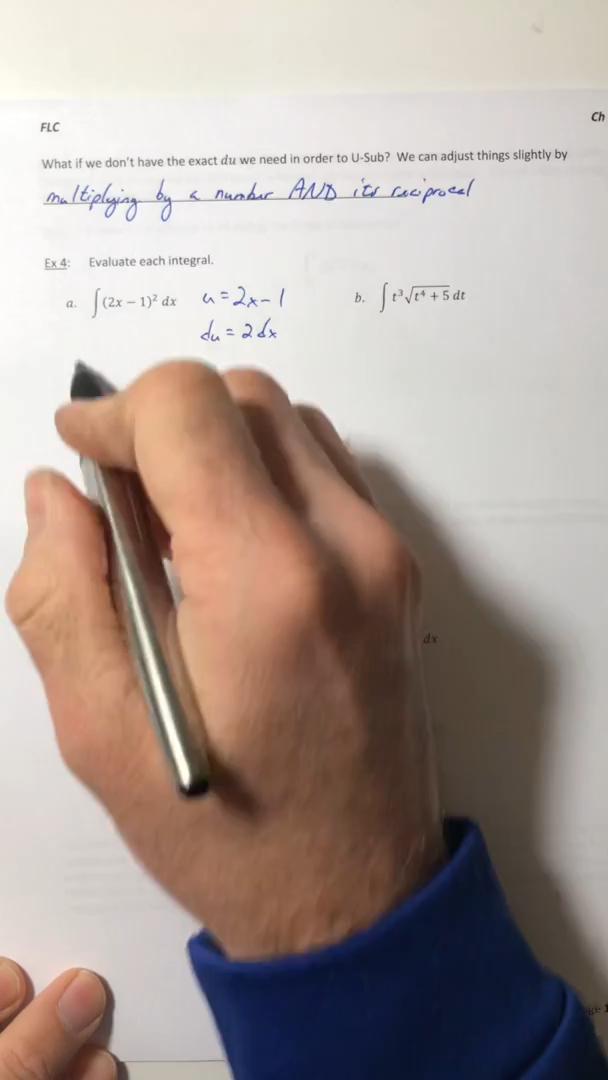 FLC
Ch
What if we don't have the exact du we need in order to U-Sub? We can adjust things slightly by
multiplying by a number AND its reciprocal
Ex 4: Evaluate each integral.
a. ∫(2x − 1)² dx u = 2x − 1 b. ∫t³√(t⁴ + 5) dt
du = 2 dx
dx